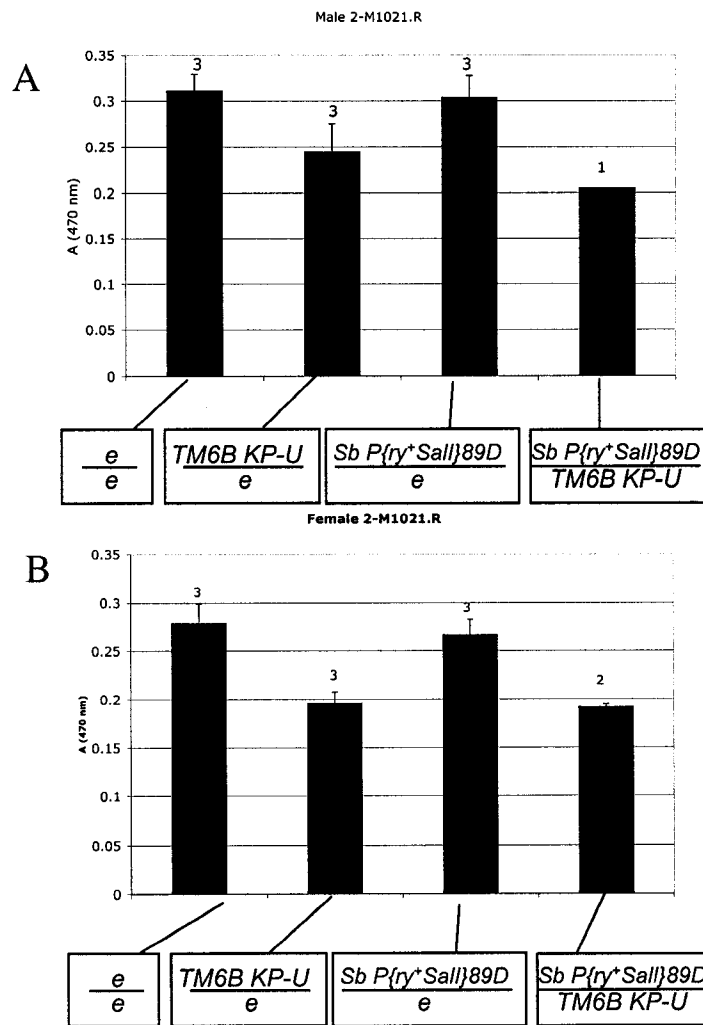 Male 2-M1021.R
A
0.35
0.3
0.25
0.2
0.15
0.1
0.05
0
A (470 nm)
3
3
3
1
e
e
TM6B KP-U
e
Sb P{ry+SalI}89D
e
Sb P{ry+SalI}89D
TM6B KP-U
Female 2-M1021.R
B
0.35
0.3
0.25
0.2
0.15
0.1
0.05
0
A (470 nm)
3
3
3
2
e
e
TM6B KP-U
e
Sb P{ry+SalI}89D
e
Sb P{ry+SalI}89D
TM6B KP-U